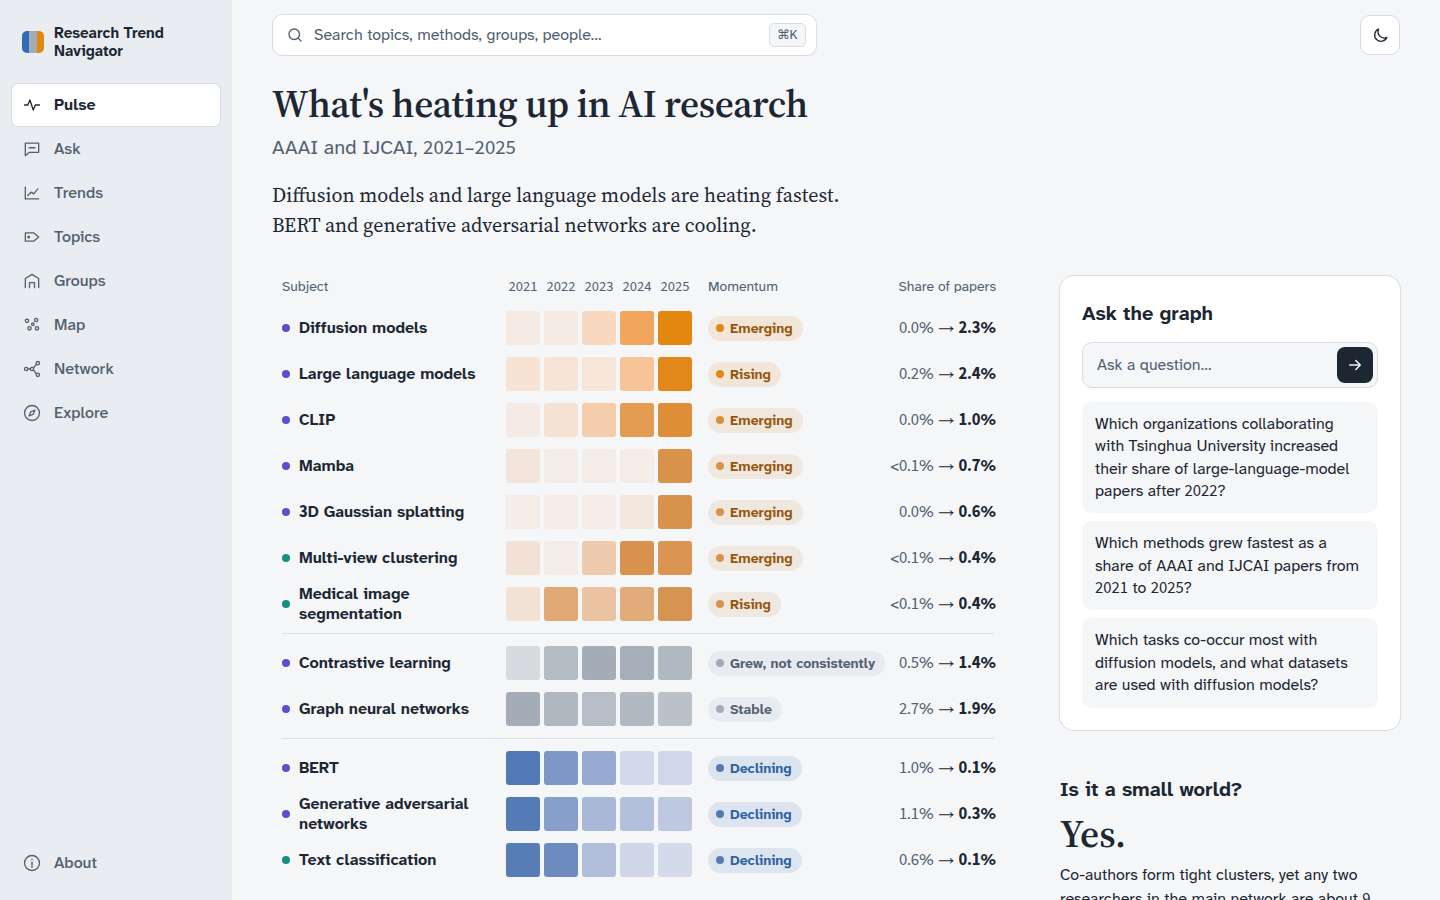 Research Trend
Navigator
Pulse
Ask
Trends
Topics
Groups
Map
Network
Explore
About
Search topics, methods, groups, people...
⌘K
What's heating up in AI research
AAAI and IJCAI, 2021–2025
Diffusion models and large language models are heating fastest.
BERT and generative adversarial networks are cooling.
Subject 2021 2022 2023 2024 2025 Momentum Share of papers
Diffusion models Emerging 0.0% → 2.3%
Large language models Rising 0.2% → 2.4%
CLIP Emerging 0.0% → 1.0%
Mamba Emerging <0.1% → 0.7%
3D Gaussian splatting Emerging 0.0% → 0.6%
Multi-view clustering Emerging <0.1% → 0.4%
Medical image
segmentation Rising <0.1% → 0.4%
Contrastive learning Grew, not consistently 0.5% → 1.4%
Graph neural networks Stable 2.7% → 1.9%
BERT Declining 1.0% → 0.1%
Generative adversarial
networks Declining 1.1% → 0.3%
Text classification Declining 0.6% → 0.1%
Ask the graph
Ask a question...
Which organizations collaborating
with Tsinghua University increased
their share of large-language-model
papers after 2022?
Which methods grew fastest as a
share of AAAI and IJCAI papers from
2021 to 2025?
Which tasks co-occur most with
diffusion models, and what datasets
are used with diffusion models?
Is it a small world?
Yes.
Co-authors form tight clusters, yet any two
researchers in the main network are about 9